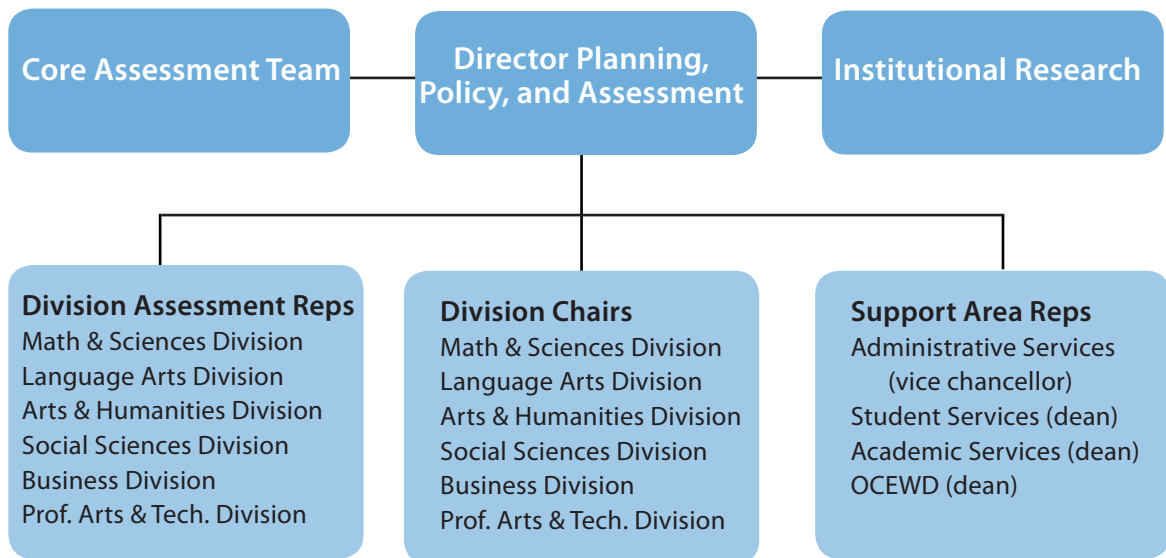 Core Assessment Team
Director Planning,
Policy, and Assessment
Institutional Research
Division Assessment Reps
Math & Sciences Division
Language Arts Division
Arts & Humanities Division
Social Sciences Division
Business Division
Prof. Arts & Tech. Division
Division Chairs
Math & Sciences Division
Language Arts Division
Arts & Humanities Division
Social Sciences Division
Business Division
Prof. Arts & Tech. Division
Support Area Reps
Administrative Services
(vice chancellor)
Student Services (dean)
Academic Services (dean)
OCEWD (dean)